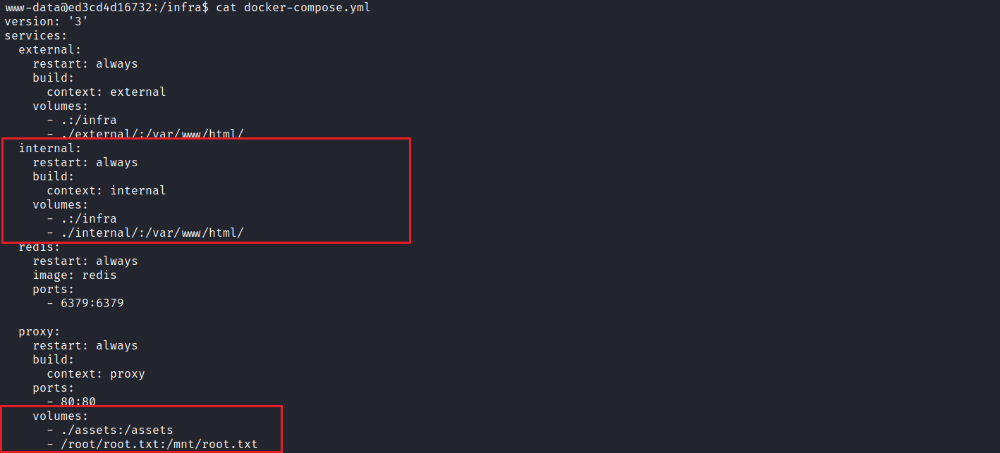 www-data@ed3cd4d16732:/infra$ cat docker-compose.yml
version: '3'
services:
  external:
    restart: always
    build:
      context: external
    volumes:
      - .:/infra
      - ./external/:/var/www/html/
  internal:
    restart: always
    build:
      context: internal
    volumes:
      - .:/infra
      - ./internal/:/var/www/html/
  redis:
    restart: always
    image: redis
    ports:
      - 6379:6379

  proxy:
    restart: always
    build:
      context: proxy
    ports:
      - 80:80
    volumes:
      - ./assets:/assets
      - /root/root.txt:/mnt/root.txt